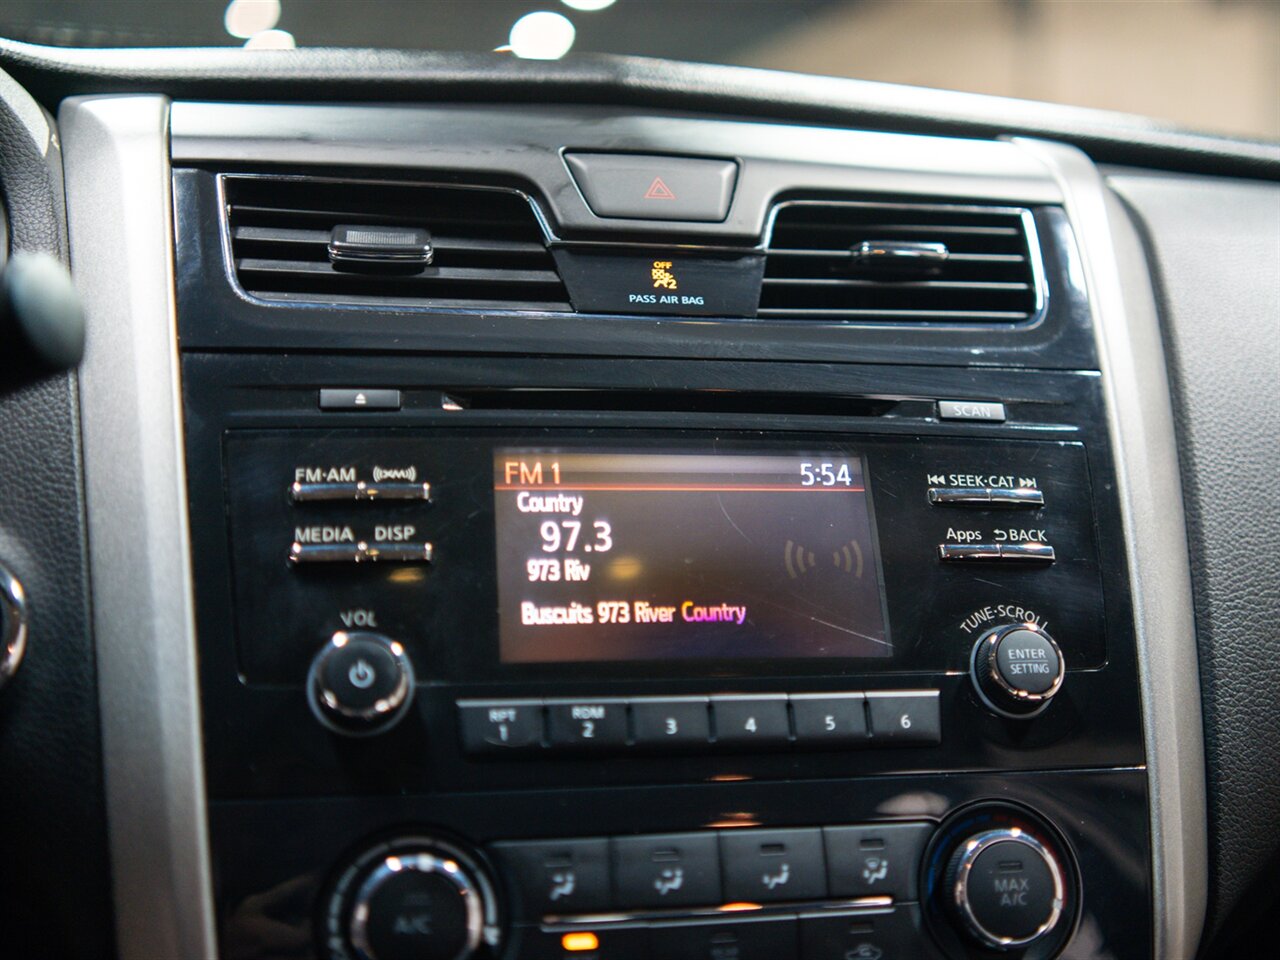 OFF
2
PASS AIR BAG
SCAN
FM·AM ((XM))
MEDIA DISP
VOL
FM 1 5:54
Country
97.3
973 Riv
Buscuits 973 River Country
SEEK·CAT
Apps BACK
TUNE·SCROLL
ENTER
SETTING
RPT
1
RDM
2
3
4
5
6
A/C
MAX
A/C